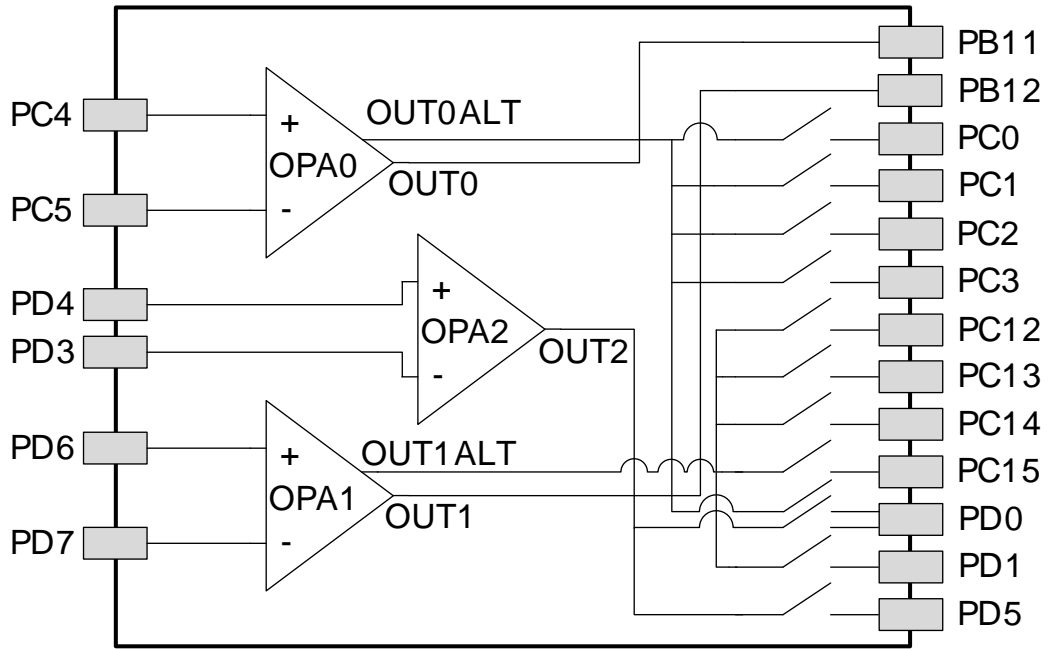 PC4
PC5
PD4
PD3
PD6
PD7
+
OPA0
-
OUT0ALT
OUT0
+
OPA2
-
OUT2
+
OPA1
-
OUT1ALT
OUT1
PB11
PB12
PC0
PC1
PC2
PC3
PC12
PC13
PC14
PC15
PD0
PD1
PD5